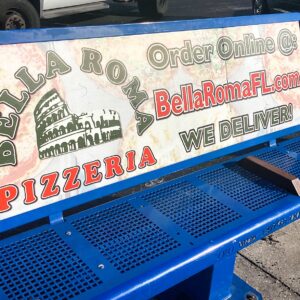 BELLA ROMA
PIZZERIA
Order Online @:
BellaRomaFL.com
WE DELIVER!